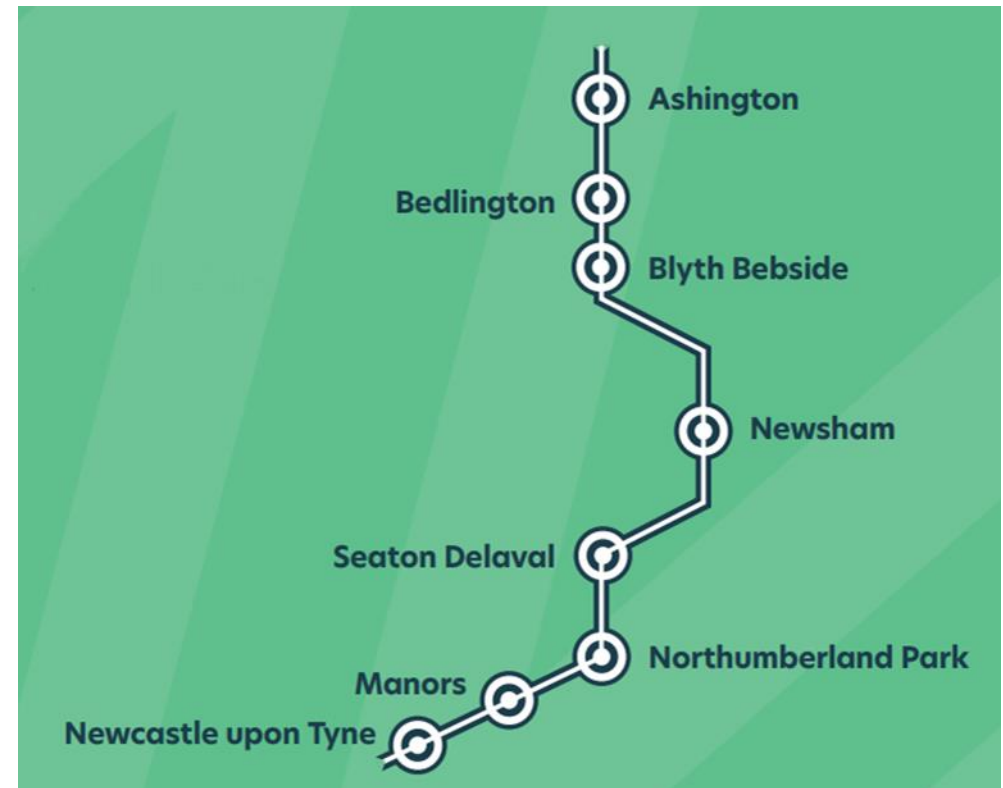 Ashington
Bedlington
Blyth Bebside
Newsham
Seaton Delaval
Northumberland Park
Manors
Newcastle upon Tyne